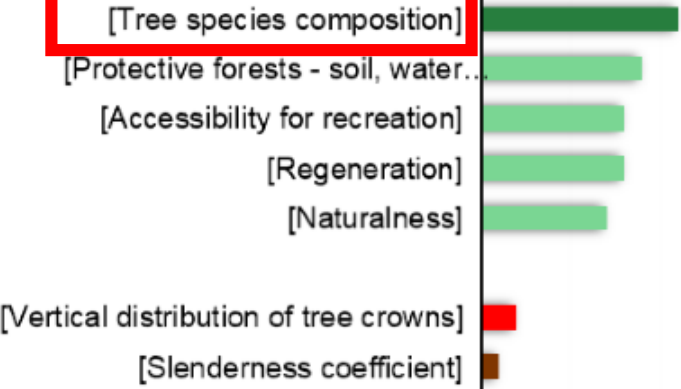 [Tree species composition]
[Protective forests - soil, water...
[Accessibility for recreation]
[Regeneration]
[Naturalness]
[Vertical distribution of tree crowns]
[Slenderness coefficient]